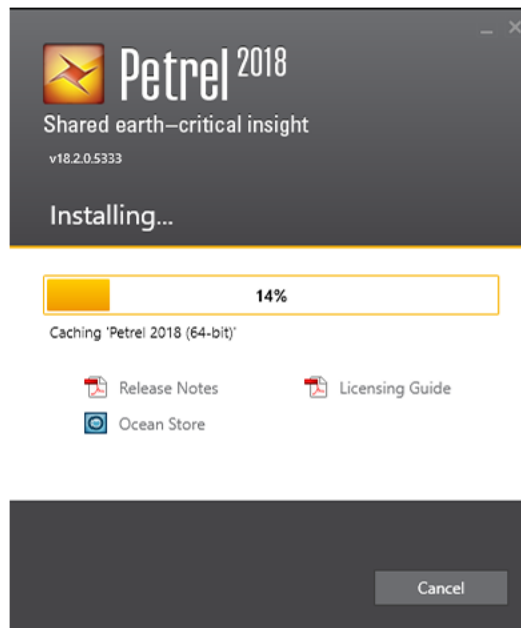 Petrel 2018
Shared earth–critical insight
v18.2.0.5333
Installing...
14%
Caching 'Petrel 2018 (64-bit)'
Release Notes
Licensing Guide
Ocean Store
Cancel